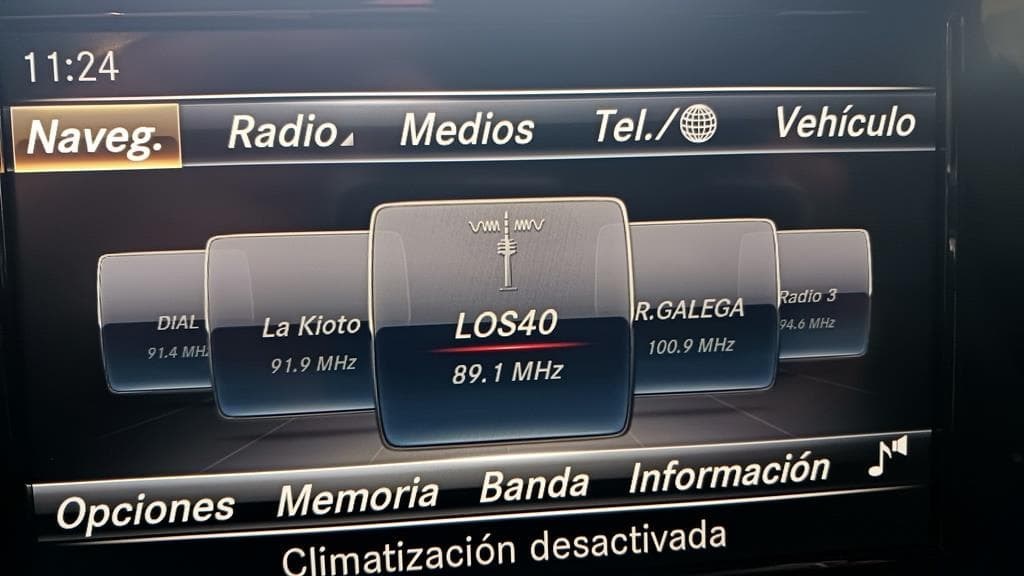 11:24
Naveg. Radio Medios Tel./ Vehículo
DIAL La Kioto LOS40 R.GALEGA Radio 3
91.4 MHz 91.9 MHz 89.1 MHz 100.9 MHz 94.6 MHz
Opciones Memoria Banda Información
Climatización desactivada